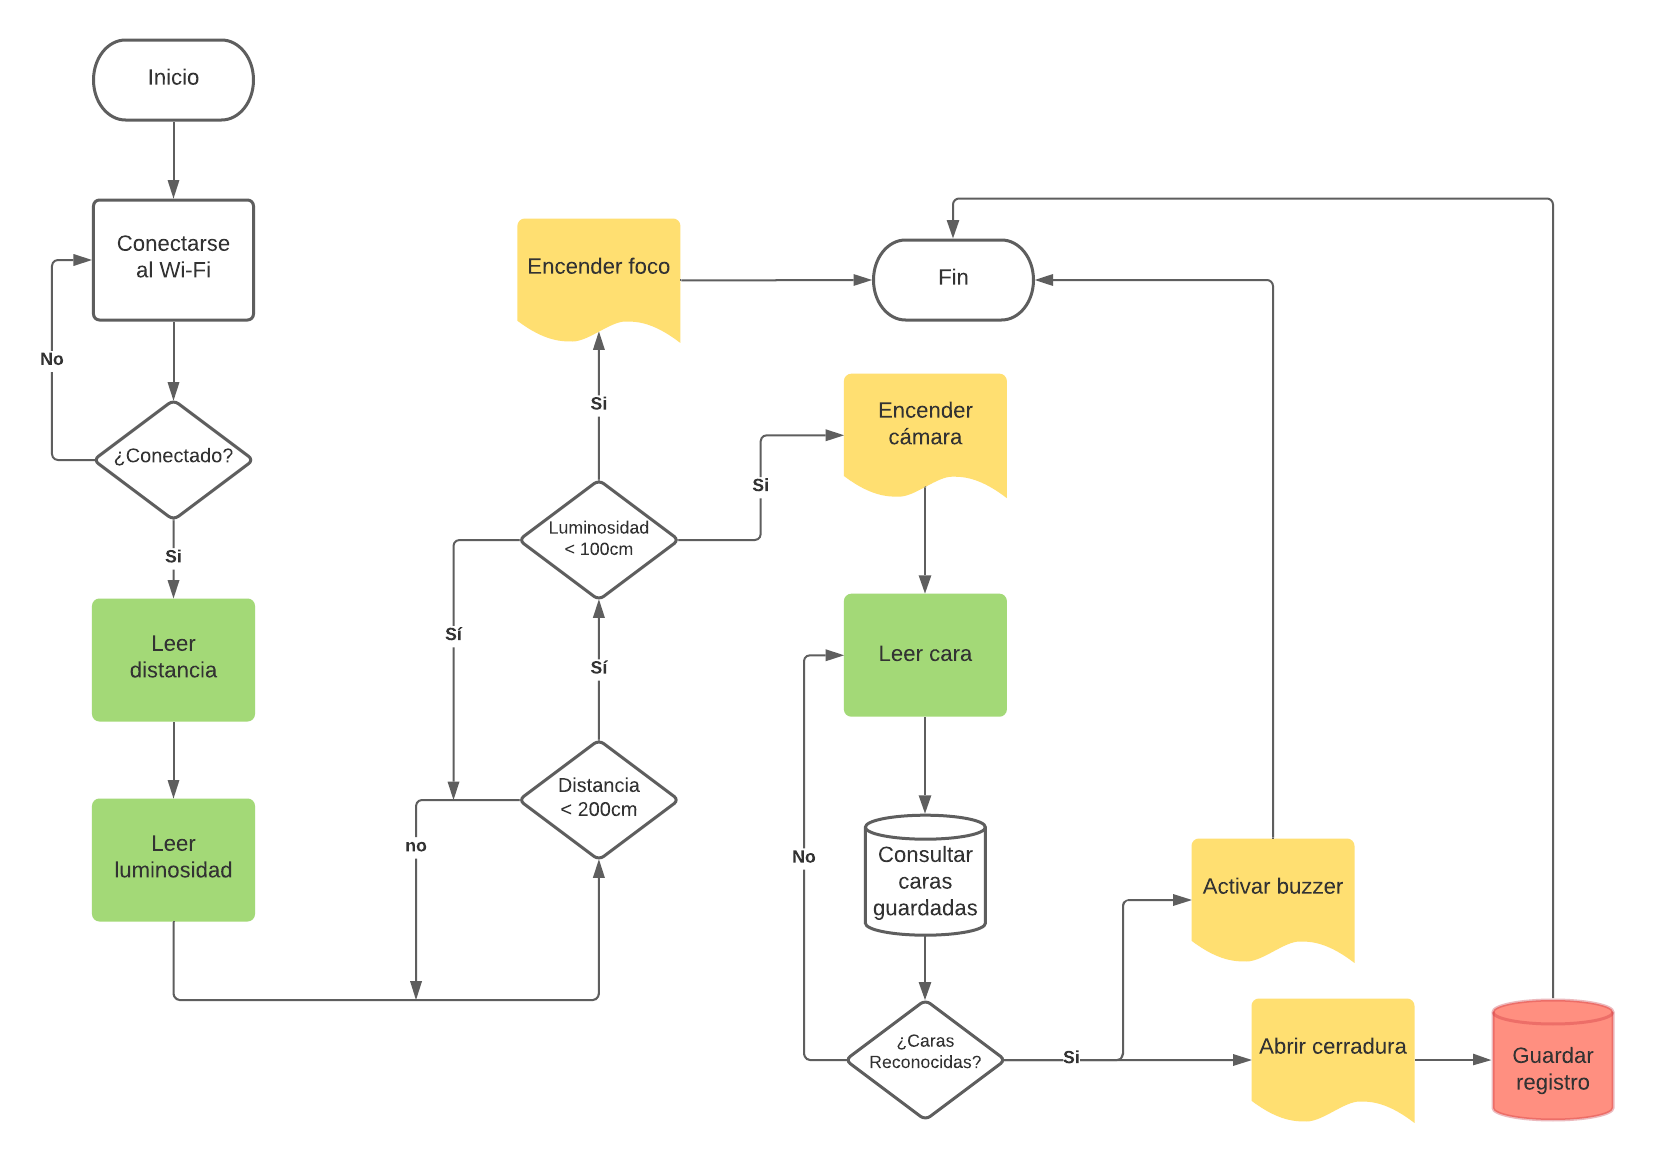 Inicio
Conectarse
al Wi-Fi
No
¿Conectado?
Si
Leer
distancia
Leer
luminosidad
Encender foco
Fin
Si
Encender
cámara
Si
Luminosidad
< 100cm
Sí
Sí
Distancia
< 200cm
no
Leer cara
No
Consultar
caras
guardadas
¿Caras
Reconocidas?
Si
Activar buzzer
Abrir cerradura
Guardar
registro